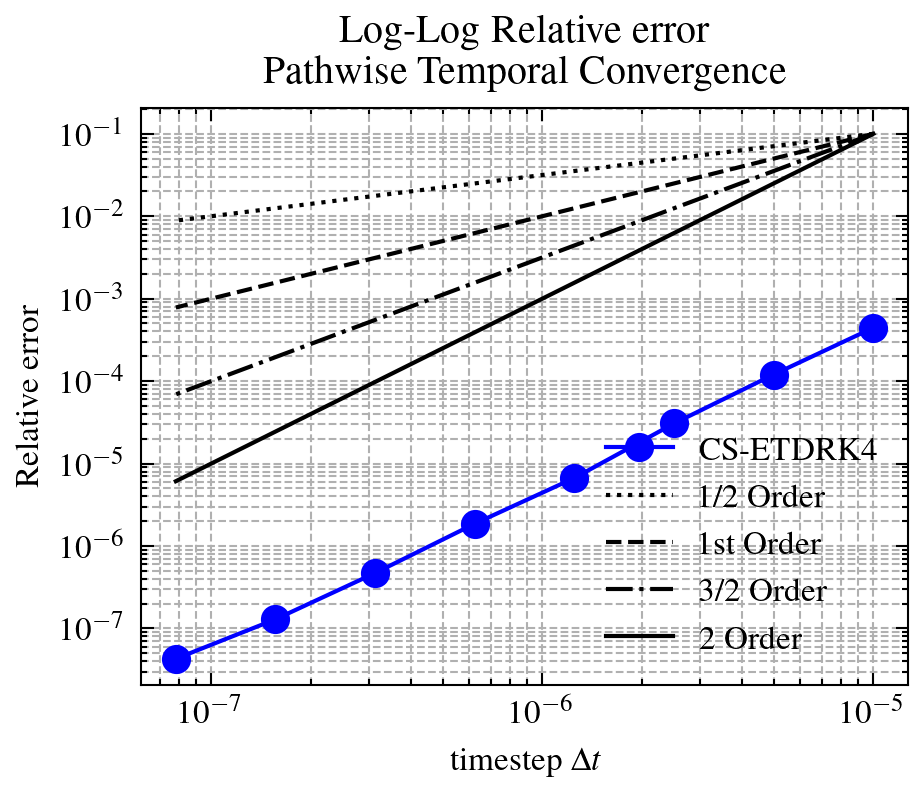 Log-Log Relative error
Pathwise Temporal Convergence
10⁻¹
10⁻²
10⁻³
10⁻⁴
10⁻⁵
10⁻⁶
10⁻⁷
Relative error
CS-ETDRK4
1/2 Order
1st Order
3/2 Order
2 Order
10⁻⁷ 10⁻⁶ 10⁻⁵
timestep Δt